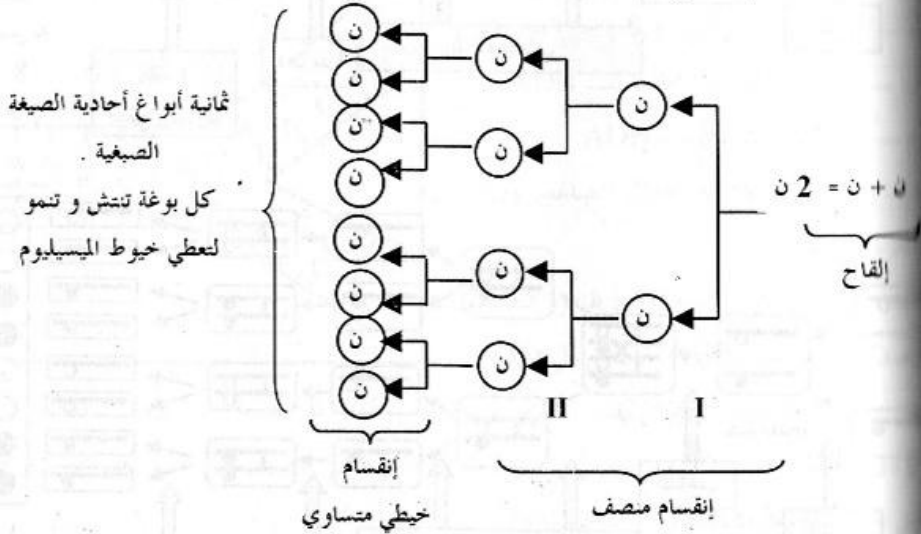 ن + ن = 2 ن
إلقاح
ن
ن
I
II
إنقسام منصف
ن
ن
ن
ن
ن
ن
ن
ن
ن
ن
ن
ن
إنقسام
خيطي متساوي
ثمانية أبواغ أحادية الصيغة
الصبغية .
كل بوغة تنتش و تنمو
لتعطي خيوط الميسيليوم